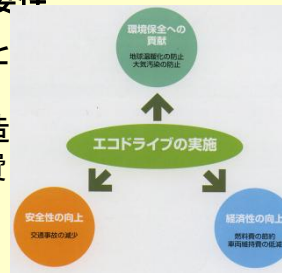 環境保全への
貢献
地球温暖化の防止
大気汚染の防止
エコドライブの実施
安全性の向上
交通事故の減少
経済性の向上
燃料費の節約
車両維持費の低減